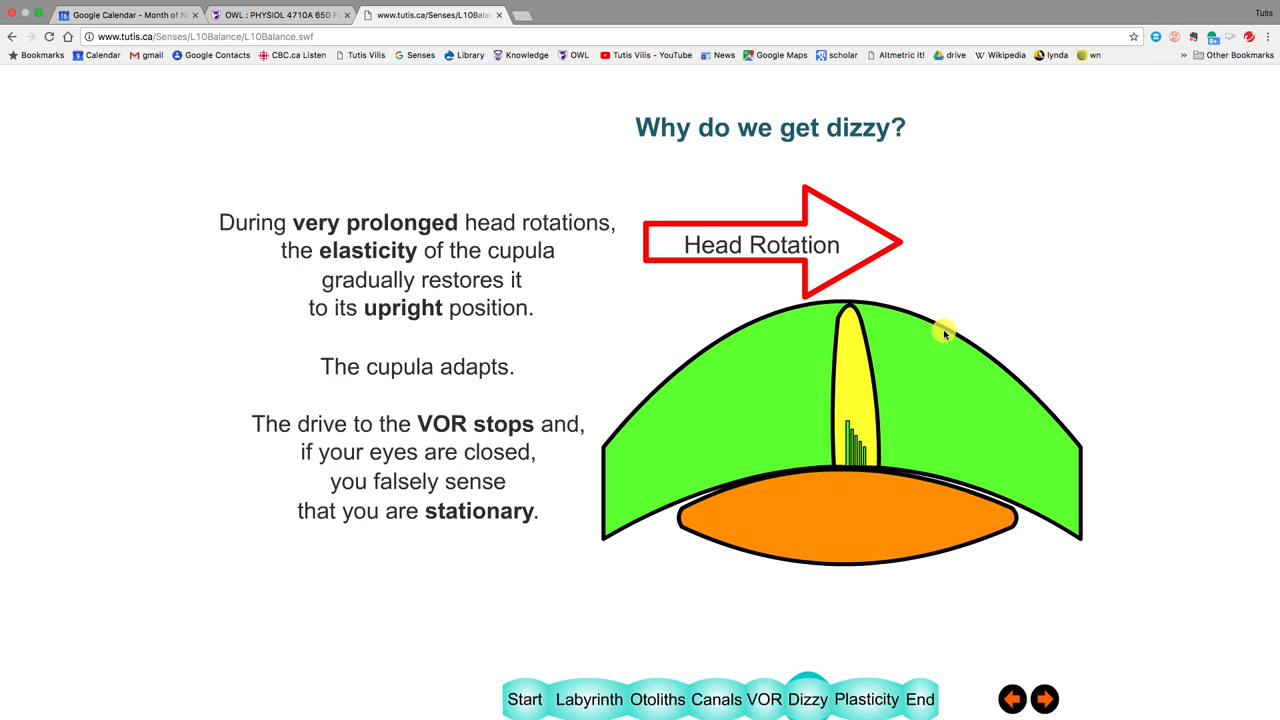 Google Calendar - Month of N
OWL : PHYSIOL 4710A 650 F
www.tutis.ca/Senses/L10Bala
Tutis
www.tutis.ca/Senses/L10Balance/L10Balance.swf
Bookmarks Calendar gmail Google Contacts CBC.ca Listen Tutis Vilis Senses Library Knowledge OWL Tutis Vilis - YouTube News Google Maps scholar Altmetric it! drive Wikipedia lynda wn » Other Bookmarks
Why do we get dizzy?
During very prolonged head rotations,
the elasticity of the cupula
gradually restores it
to its upright position.
The cupula adapts.
The drive to the VOR stops and,
if your eyes are closed,
you falsely sense
that you are stationary.
Head Rotation
Start Labyrinth Otoliths Canals VOR Dizzy Plasticity End